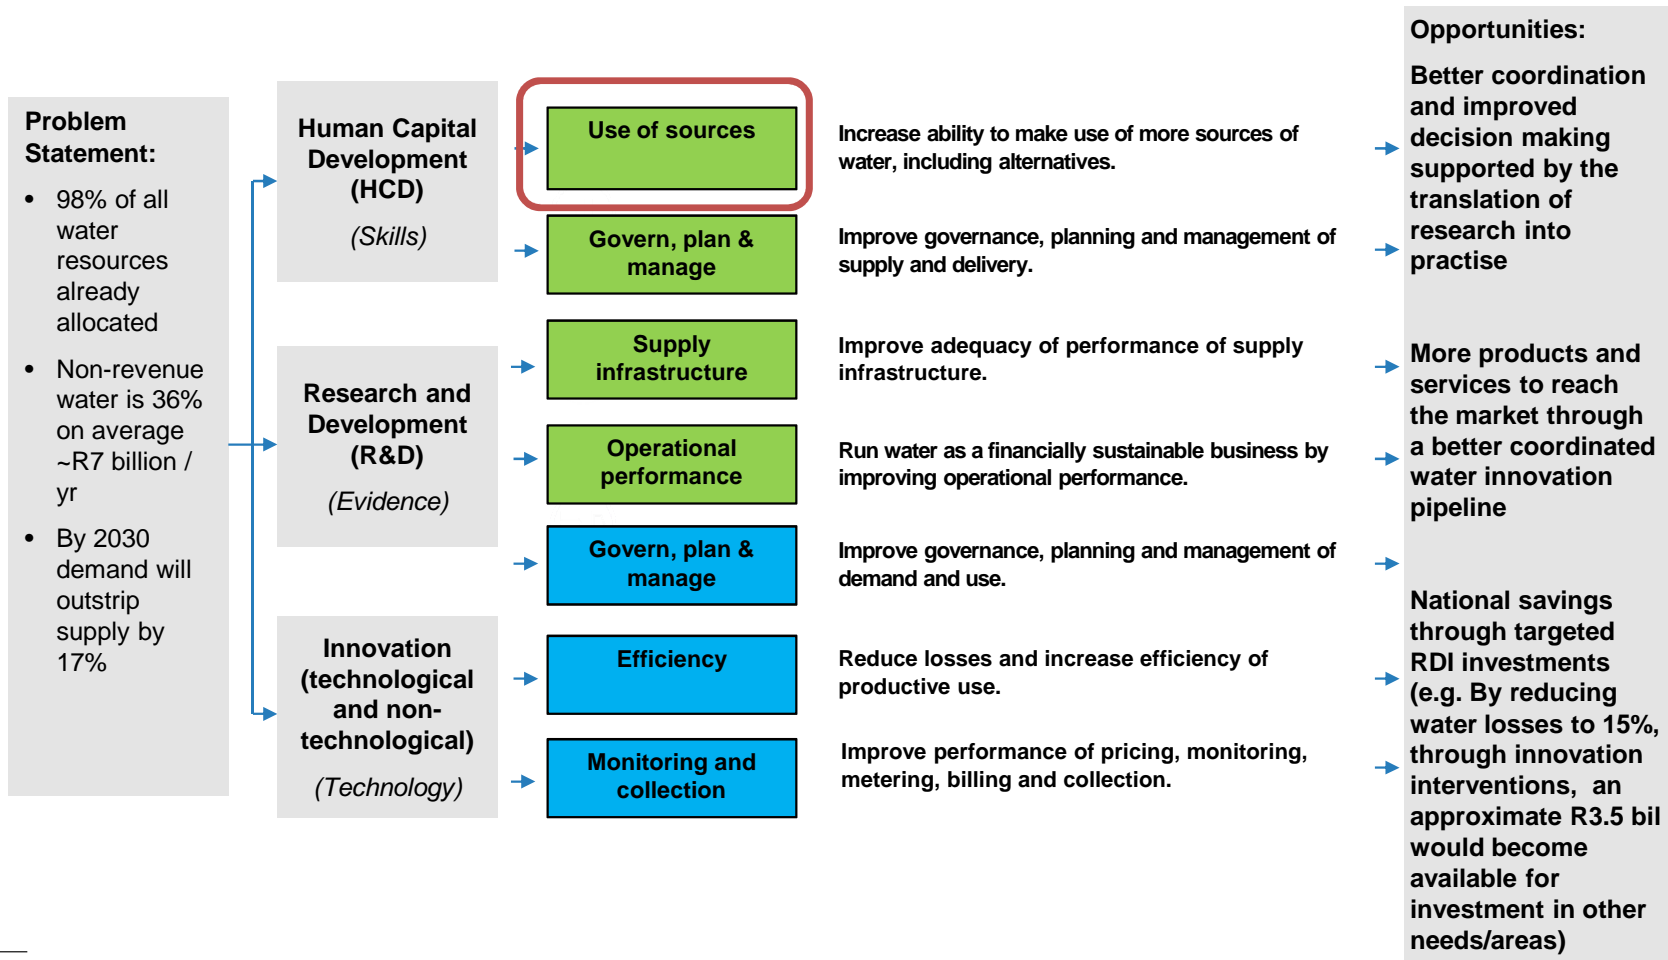 Problem
Statement:
• 98% of all
water
resources
already
allocated
• Non-revenue
water is 36%
on average
~R7 billion /
yr
• By 2030
demand will
outstrip
supply by
17%
Human Capital
Development
(HCD)
(Skills)
Research and
Development
(R&D)
(Evidence)
Innovation
(technological
and non-
technological)
(Technology)
Use of sources
Increase ability to make use of more sources of
water, including alternatives.
Govern, plan &
manage
Improve governance, planning and management of
supply and delivery.
Supply
infrastructure
Improve adequacy of performance of supply
infrastructure.
Operational
performance
Run water as a financially sustainable business by
improving operational performance.
Govern, plan &
manage
Improve governance, planning and management of
demand and use.
Efficiency
Reduce losses and increase efficiency of
productive use.
Monitoring and
collection
Improve performance of pricing, monitoring,
metering, billing and collection.
Opportunities:
Better coordination
and improved
decision making
supported by the
translation of
research into
practise
More products and
services to reach
the market through
a better coordinated
water innovation
pipeline
National savings
through targeted
RDI investments
(e.g. By reducing
water losses to 15%,
through innovation
interventions, an
approximate R3.5 bil
would become
available for
investment in other
needs/areas)